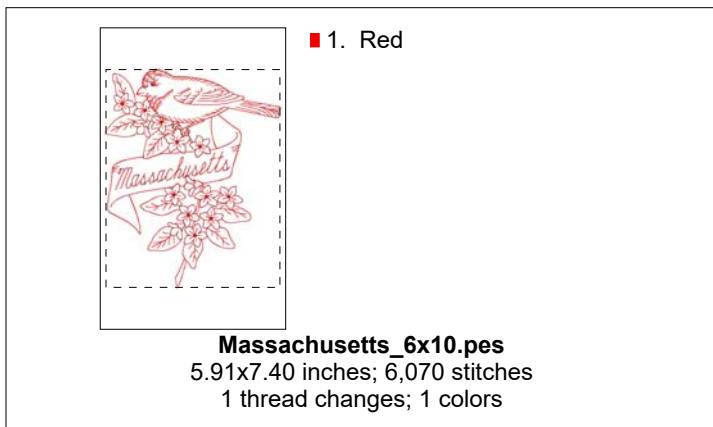 1. Red
Massachusetts
Massachusetts_6x10.pes
5.91x7.40 inches; 6,070 stitches
1 thread changes; 1 colors